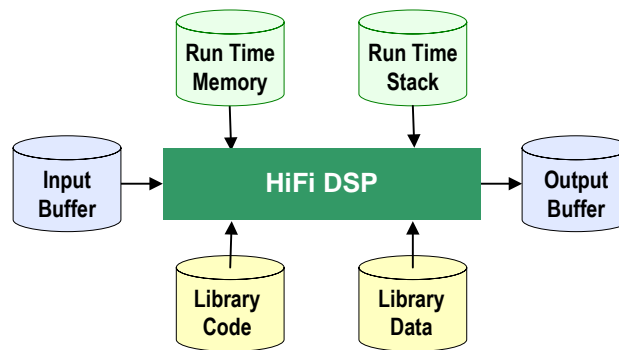 Run Time
Memory
Run Time
Stack
Input
Buffer
HiFi DSP
Output
Buffer
Library
Code
Library
Data